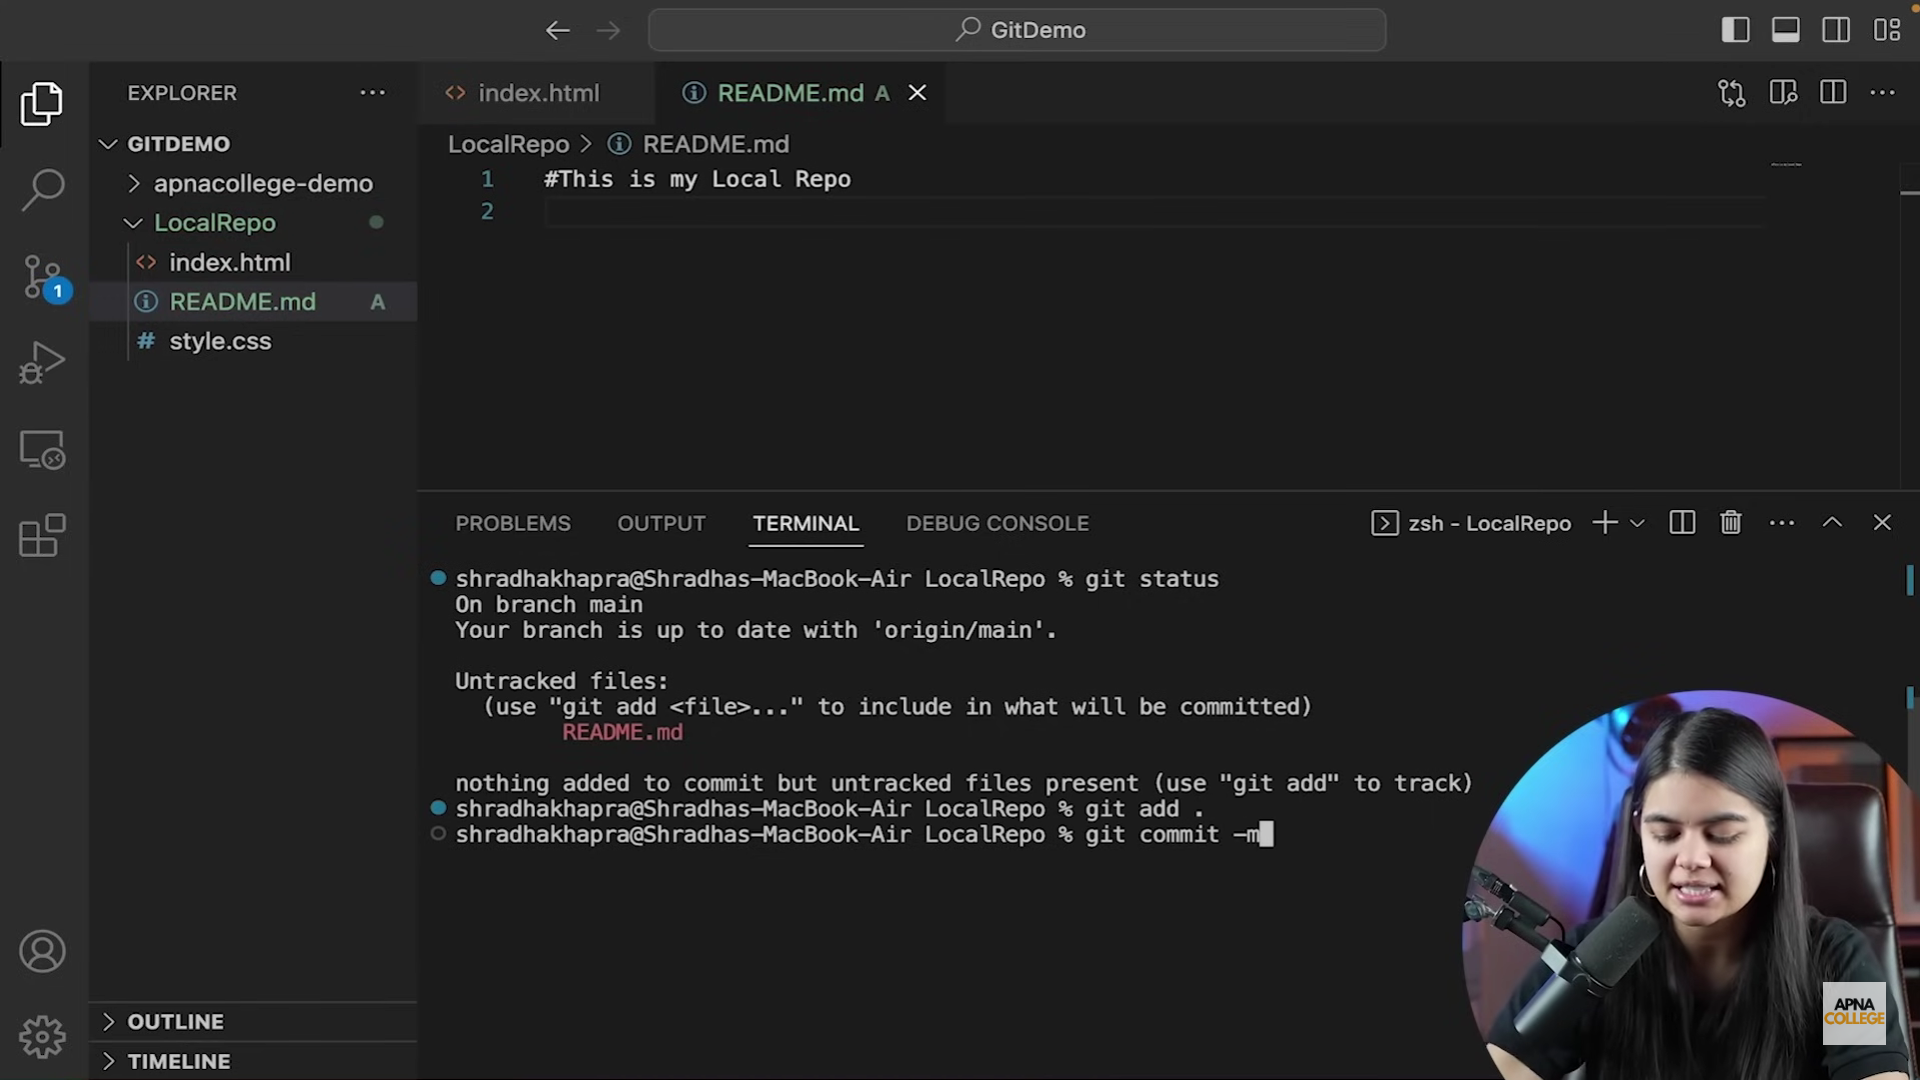 GitDemo
EXPLORER
index.html
README.md A
GITDEMO
LocalRepo > README.md
apnacollege-demo
1 #This is my Local Repo
LocalRepo
2
index.html
1
README.md A
style.css
PROBLEMS OUTPUT TERMINAL DEBUG CONSOLE zsh - LocalRepo
shradhakhapra@Shradhas-MacBook-Air LocalRepo % git status
On branch main
Your branch is up to date with 'origin/main'.
Untracked files:
(use "git add <file>..." to include in what will be committed)
README.md
nothing added to commit but untracked files present (use "git add" to track)
shradhakhapra@Shradhas-MacBook-Air LocalRepo % git add .
shradhakhapra@Shradhas-MacBook-Air LocalRepo % git commit -m
OUTLINE
TIMELINE
APNA
COLLEGE